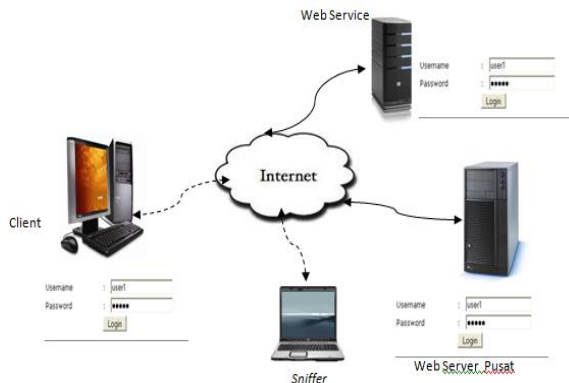 Web Service
Username : user1
Password : •••••
Login
Internet
Client
Username : user1
Password : •••••
Login
Username : user1
Password : •••••
Login
Web Server Pusat
Sniffer